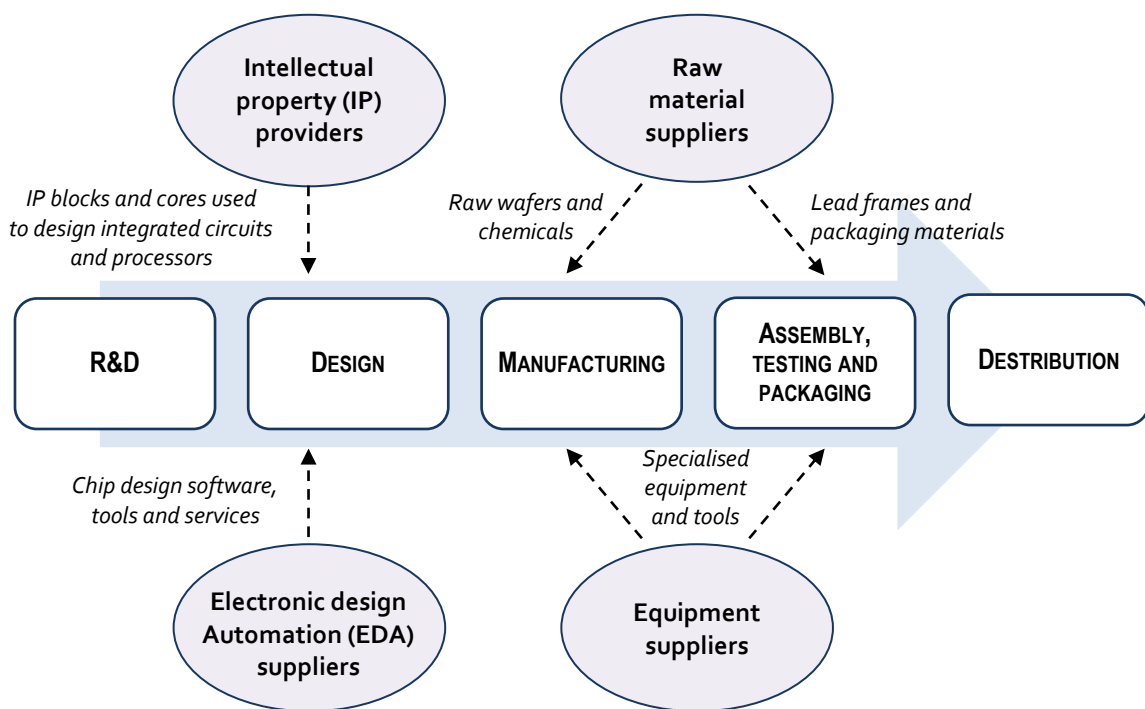 Intellectual
property (IP)
providers
Raw
material
suppliers
IP blocks and cores used
to design integrated circuits
and processors
Raw wafers and
chemicals
Lead frames and
packaging materials
R&D
DESIGN
MANUFACTURING
ASSEMBLY,
TESTING AND
PACKAGING
DESTRIBUTION
Chip design software,
tools and services
Specialised
equipment
and tools
Electronic design
Automation (EDA)
suppliers
Equipment
suppliers